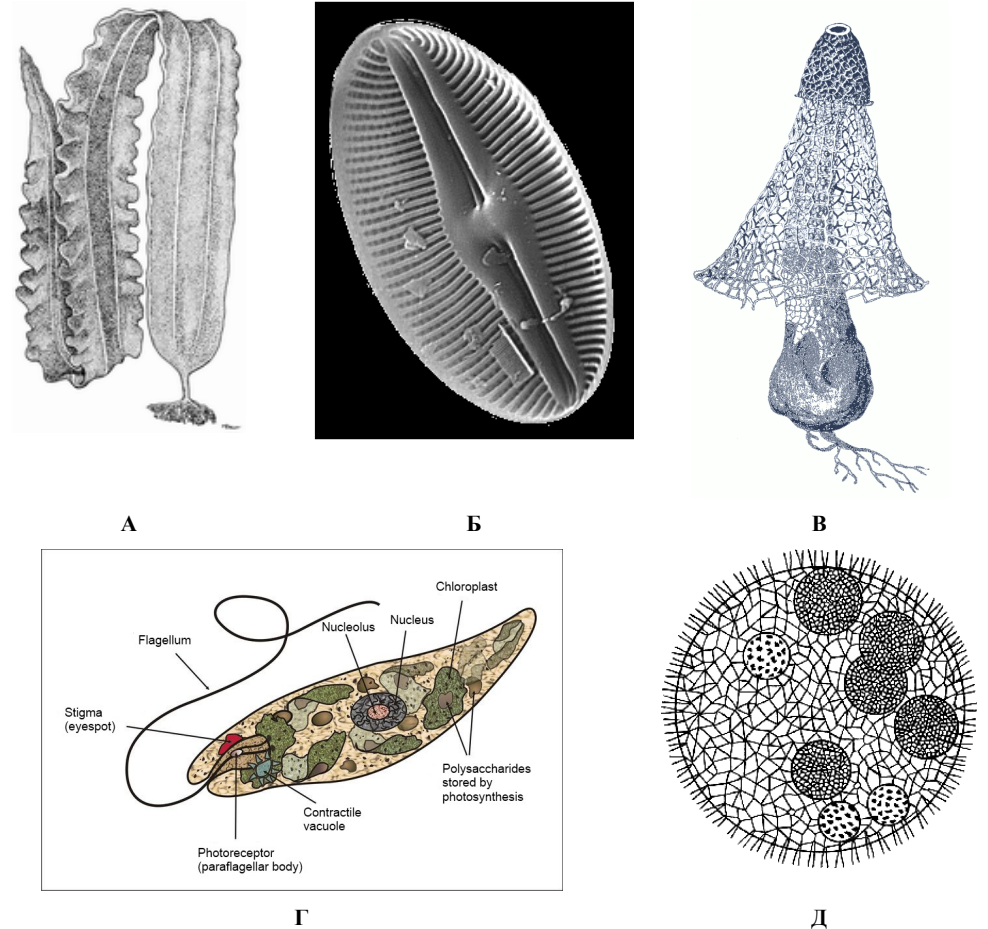 А
Б
В
Chloroplast
Nucleus
Nucleolus
Flagellum
Stigma
(eyespot)
Polysaccharides
stored by
photosynthesis
Contractile
vacuole
Photoreceptor
(paraflagellar body)
Г
Д